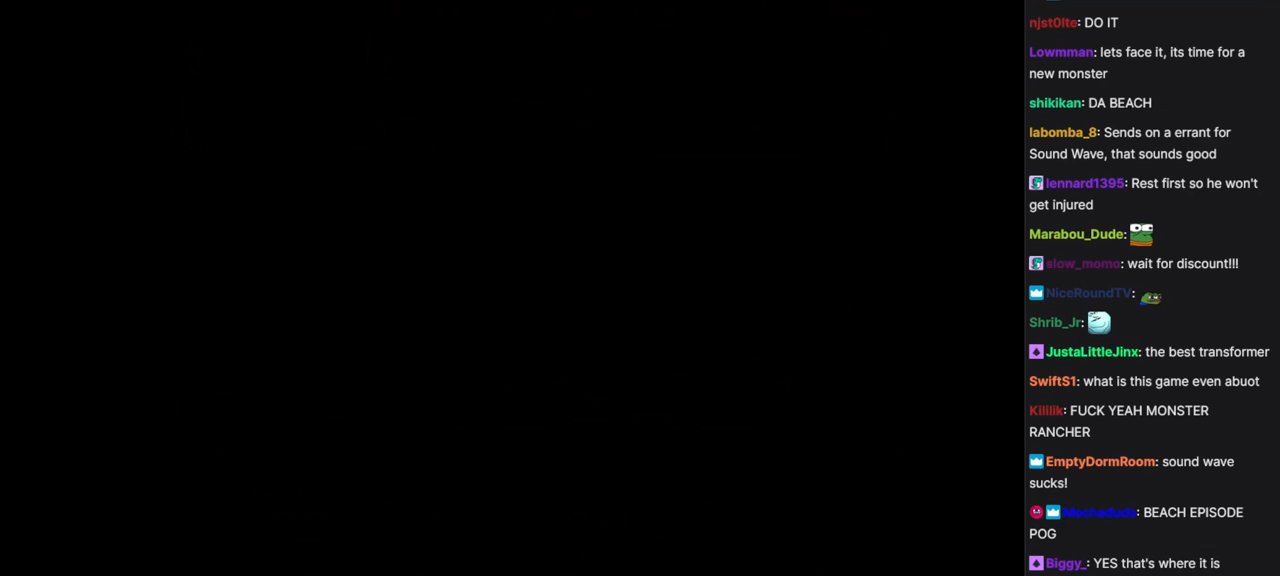 njst0lte: DO IT
Lowmman: lets face it, its time for a
new monster
shikikan: DA BEACH
labomba_8: Sends on a errant for
Sound Wave, that sounds good
lennard1395: Rest first so he won't
get injured
Marabou_Dude:
slow_momo: wait for discount!!!
NiceRoundTV:
Shrib_Jr:
JustaLittleJinx: the best transformer
SwiftS1: what is this game even abuot
Kililik: FUCK YEAH MONSTER
RANCHER
EmptyDormRoom: sound wave
sucks!
Mechadude: BEACH EPISODE
POG
Biggy_: YES that's where it is